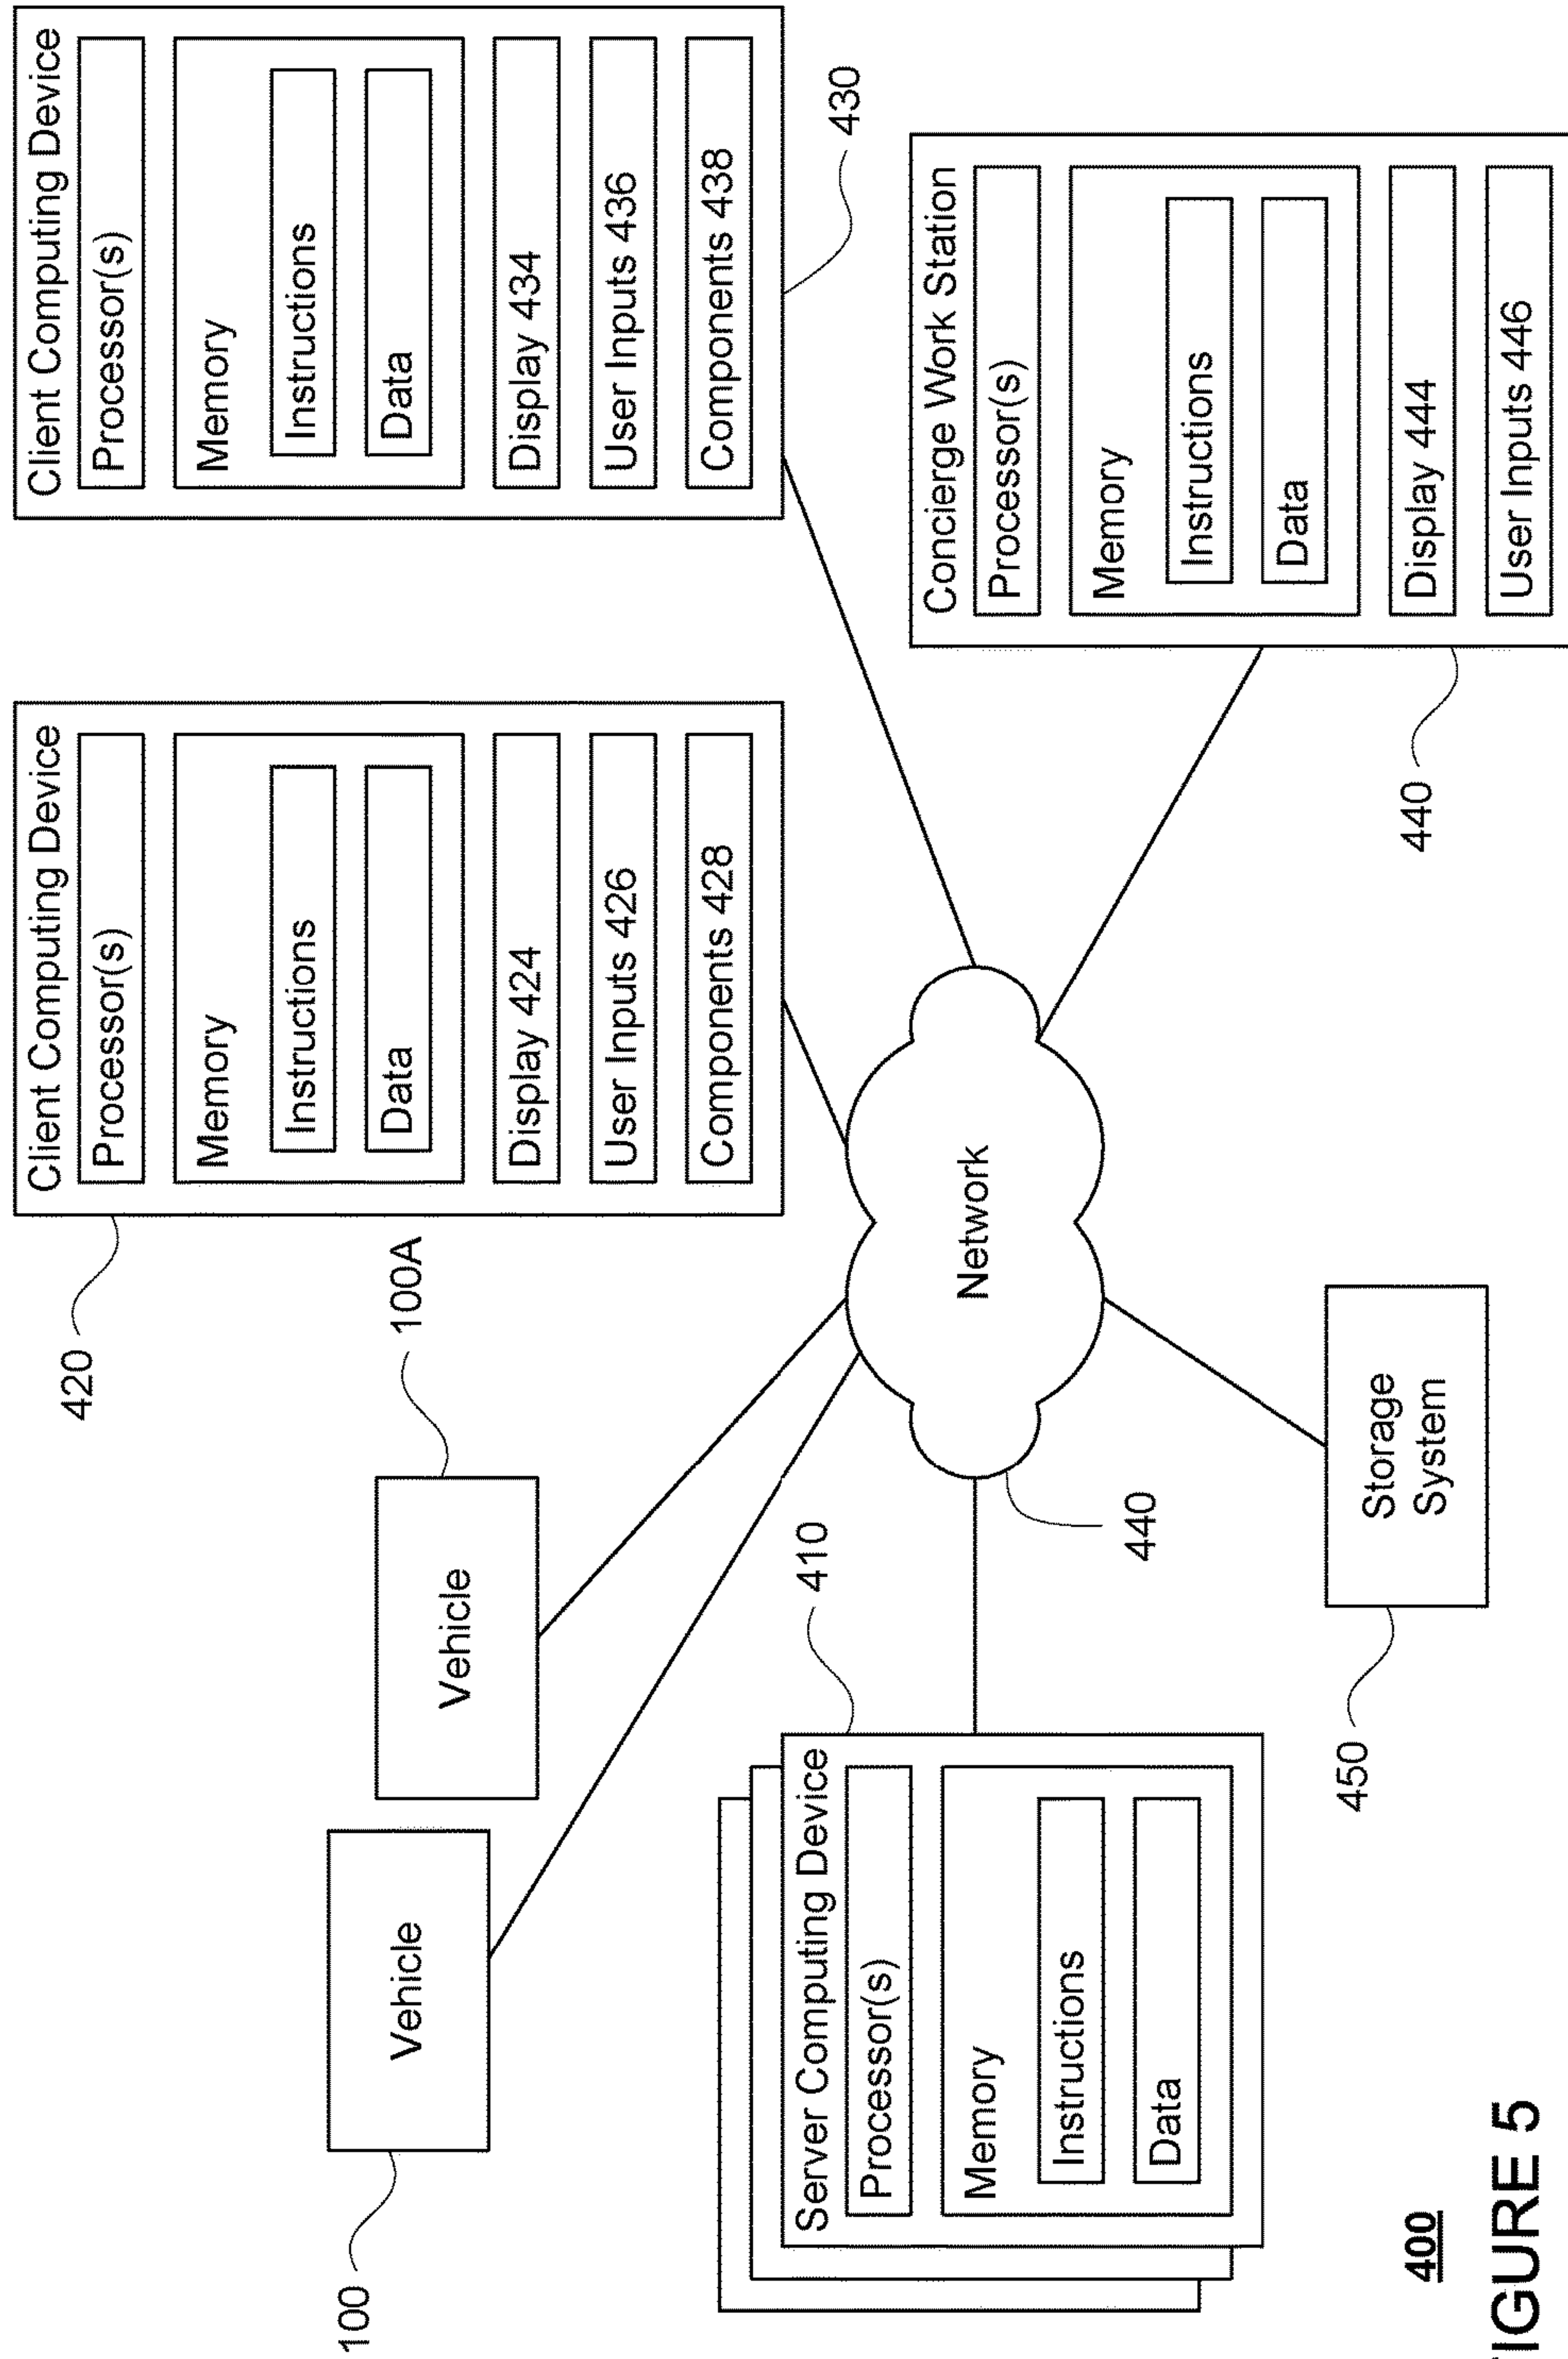 100
Vehicle
Vehicle
100A
420
Client Computing Device
Processor(s)
Memory
Instructions
Data
Display 424
User Inputs 426
Components 428
Client Computing Device
Processor(s)
Memory
Instructions
Data
Display 434
User Inputs 436
Components 438
430
410
Server Computing Device
Processor(s)
Memory
Instructions
Data
Network
440
Concierge Work Station
Processor(s)
Memory
Instructions
Data
Display 444
User Inputs 446
440
450
Storage
System
400
IGURE 5